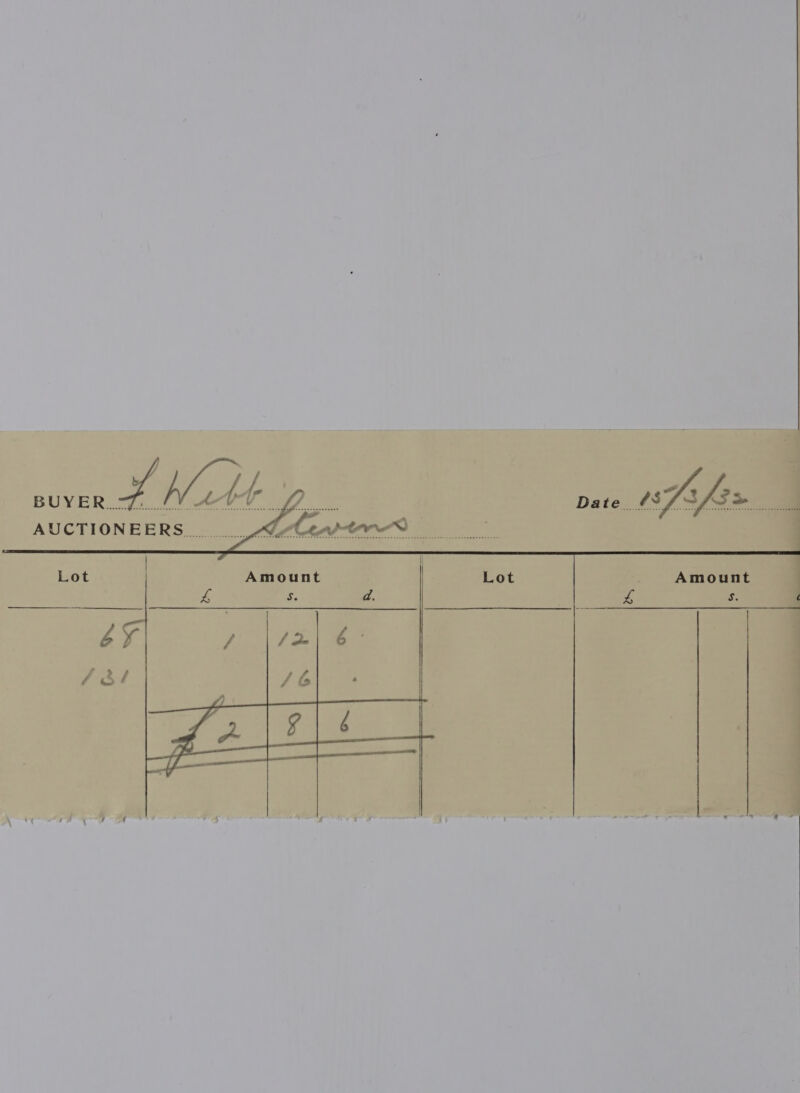 BUYER F. Webb Date 15/3/32
AUCTIONEERS Stevens
Lot Amount Lot Amount
£ s. d. £ s.
68 1 12 6
131 16 .
£2 8 6